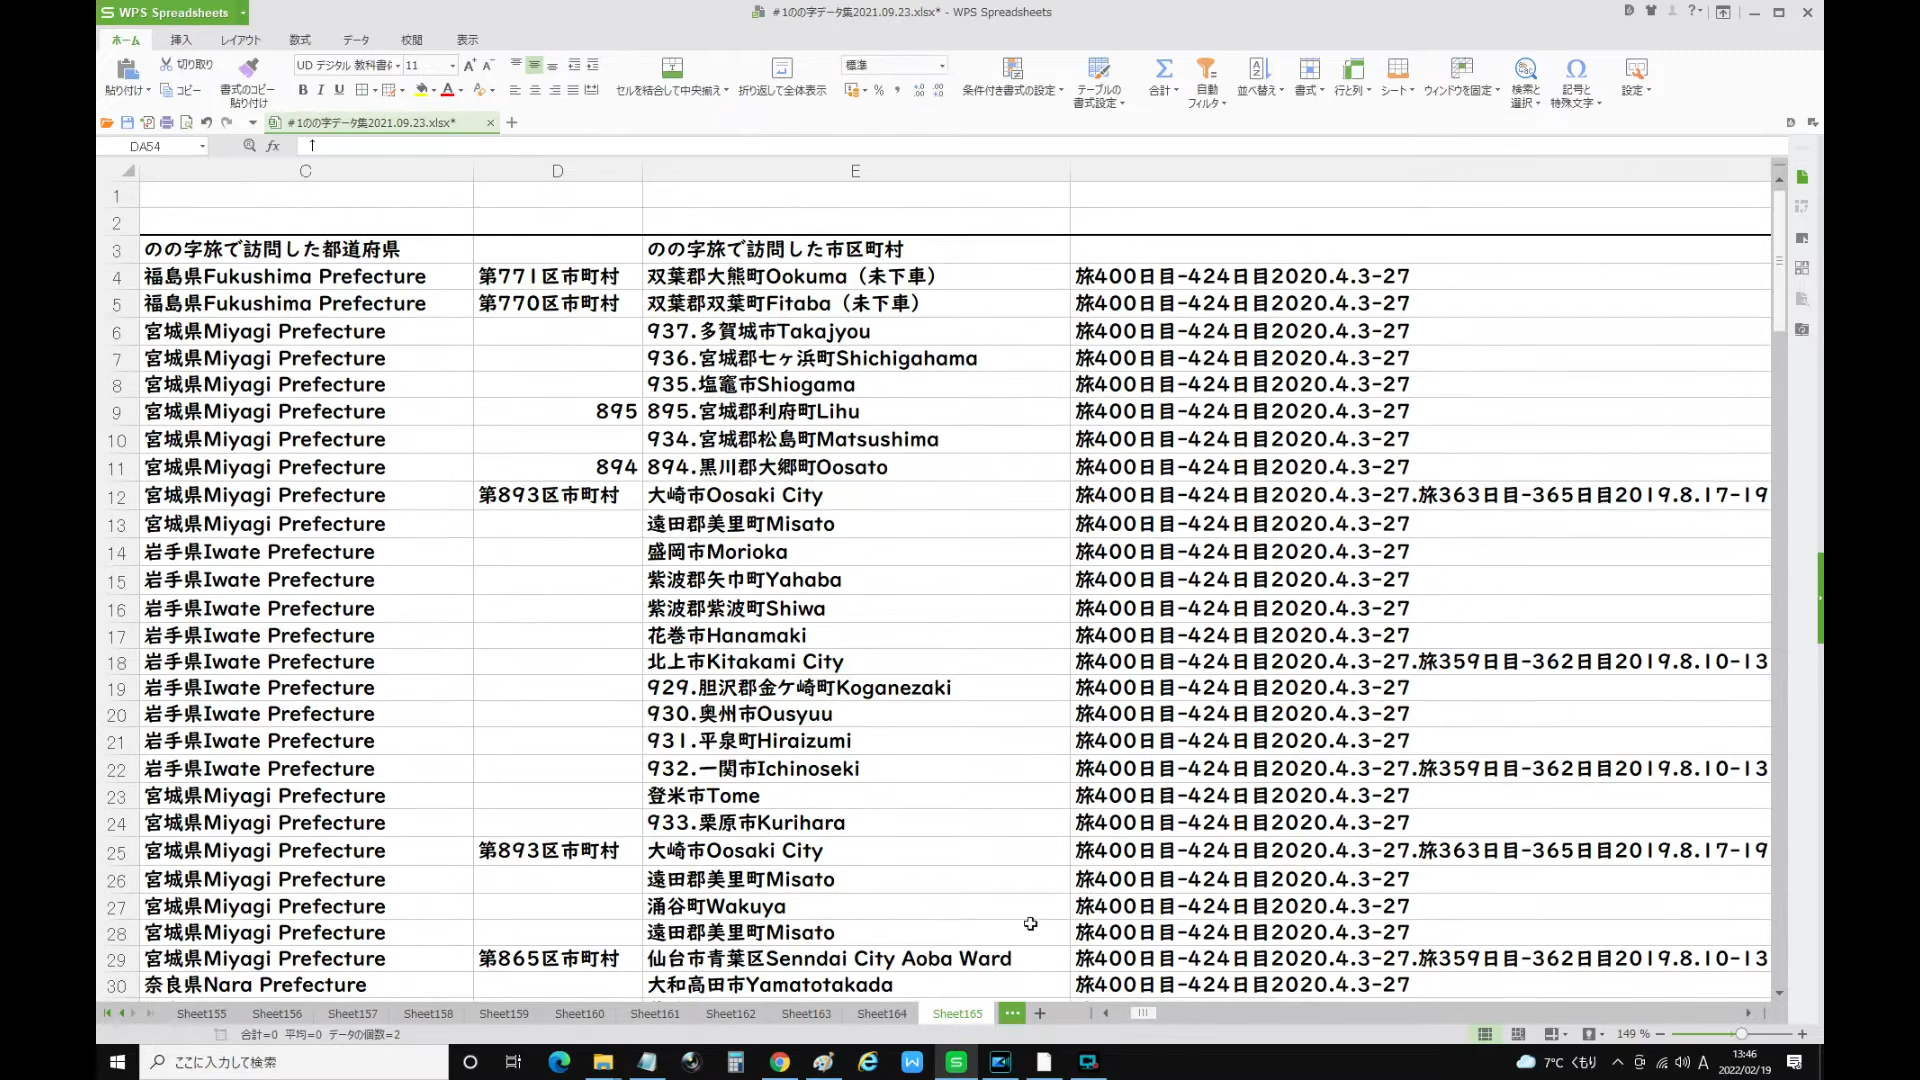 WPS Spreadsheets
#1のの字データ集2021.09.23.xlsx* - WPS Spreadsheets
ホーム 挿入 レイアウト 数式 データ 校閲 表示
貼り付け 切り取り コピー 書式のコピー 貼り付け
UD デジタル 教科書 11
B I U A
セルを結合して中央揃え 折り返して全体表示
標準
条件付き書式の設定 テーブルの 書式設定 合計 自動 フィルタ 並べ替え 書式 行と列 シート ウィンドウを固定 検索と 選択 記号と 特殊文字 設定
#1のの字データ集2021.09.23.xlsx*
DA54 fx ↑
C D E
1
2
3 のの字旅で訪問した都道府県 のの字旅で訪問した市区町村
4 福島県Fukushima Prefecture 第771区市町村 双葉郡大熊町Ookuma（未下車） 旅400日目-424日目2020.4.3-27
5 福島県Fukushima Prefecture 第770区市町村 双葉郡双葉町Fitaba（未下車） 旅400日目-424日目2020.4.3-27
6 宮城県Miyagi Prefecture 937.多賀城市Takajyou 旅400日目-424日目2020.4.3-27
7 宮城県Miyagi Prefecture 936.宮城郡七ヶ浜町Shichigahama 旅400日目-424日目2020.4.3-27
8 宮城県Miyagi Prefecture 935.塩竈市Shiogama 旅400日目-424日目2020.4.3-27
9 宮城県Miyagi Prefecture 895 895.宮城郡利府町Lihu 旅400日目-424日目2020.4.3-27
10 宮城県Miyagi Prefecture 934.宮城郡松島町Matsushima 旅400日目-424日目2020.4.3-27
11 宮城県Miyagi Prefecture 894 894.黒川郡大郷町Oosato 旅400日目-424日目2020.4.3-27
12 宮城県Miyagi Prefecture 第893区市町村 大崎市Oosaki City 旅400日目-424日目2020.4.3-27.旅363日目-365日目2019.8.17-19
13 宮城県Miyagi Prefecture 遠田郡美里町Misato 旅400日目-424日目2020.4.3-27
14 岩手県Iwate Prefecture 盛岡市Morioka 旅400日目-424日目2020.4.3-27
15 岩手県Iwate Prefecture 紫波郡矢巾町Yahaba 旅400日目-424日目2020.4.3-27
16 岩手県Iwate Prefecture 紫波郡紫波町Shiwa 旅400日目-424日目2020.4.3-27
17 岩手県Iwate Prefecture 花巻市Hanamaki 旅400日目-424日目2020.4.3-27
18 岩手県Iwate Prefecture 北上市Kitakami City 旅400日目-424日目2020.4.3-27.旅359日目-362日目2019.8.10-13
19 岩手県Iwate Prefecture 929.胆沢郡金ケ崎町Koganezaki 旅400日目-424日目2020.4.3-27
20 岩手県Iwate Prefecture 930.奥州市Ousyuu 旅400日目-424日目2020.4.3-27
21 岩手県Iwate Prefecture 931.平泉町Hiraizumi 旅400日目-424日目2020.4.3-27
22 岩手県Iwate Prefecture 932.一関市Ichinoseki 旅400日目-424日目2020.4.3-27.旅359日目-362日目2019.8.10-13
23 宮城県Miyagi Prefecture 登米市Tome 旅400日目-424日目2020.4.3-27
24 宮城県Miyagi Prefecture 933.栗原市Kurihara 旅400日目-424日目2020.4.3-27
25 宮城県Miyagi Prefecture 第893区市町村 大崎市Oosaki City 旅400日目-424日目2020.4.3-27.旅363日目-365日目2019.8.17-19
26 宮城県Miyagi Prefecture 遠田郡美里町Misato 旅400日目-424日目2020.4.3-27
27 宮城県Miyagi Prefecture 涌谷町Wakuya 旅400日目-424日目2020.4.3-27
28 宮城県Miyagi Prefecture 遠田郡美里町Misato 旅400日目-424日目2020.4.3-27
29 宮城県Miyagi Prefecture 第865区市町村 仙台市青葉区Senndai City Aoba Ward 旅400日目-424日目2020.4.3-27.旅359日目-362日目2019.8.10-13
30 奈良県Nara Prefecture 大和高田市Yamatotakada 旅400日目-424日目2020.4.3-27
Sheet155 Sheet156 Sheet157 Sheet158 Sheet159 Sheet160 Sheet161 Sheet162 Sheet163 Sheet164 Sheet165
合計=0 平均=0 データの個数=2 149 %
ここに入力して検索 7°C くもり A 13:46
2022/02/19